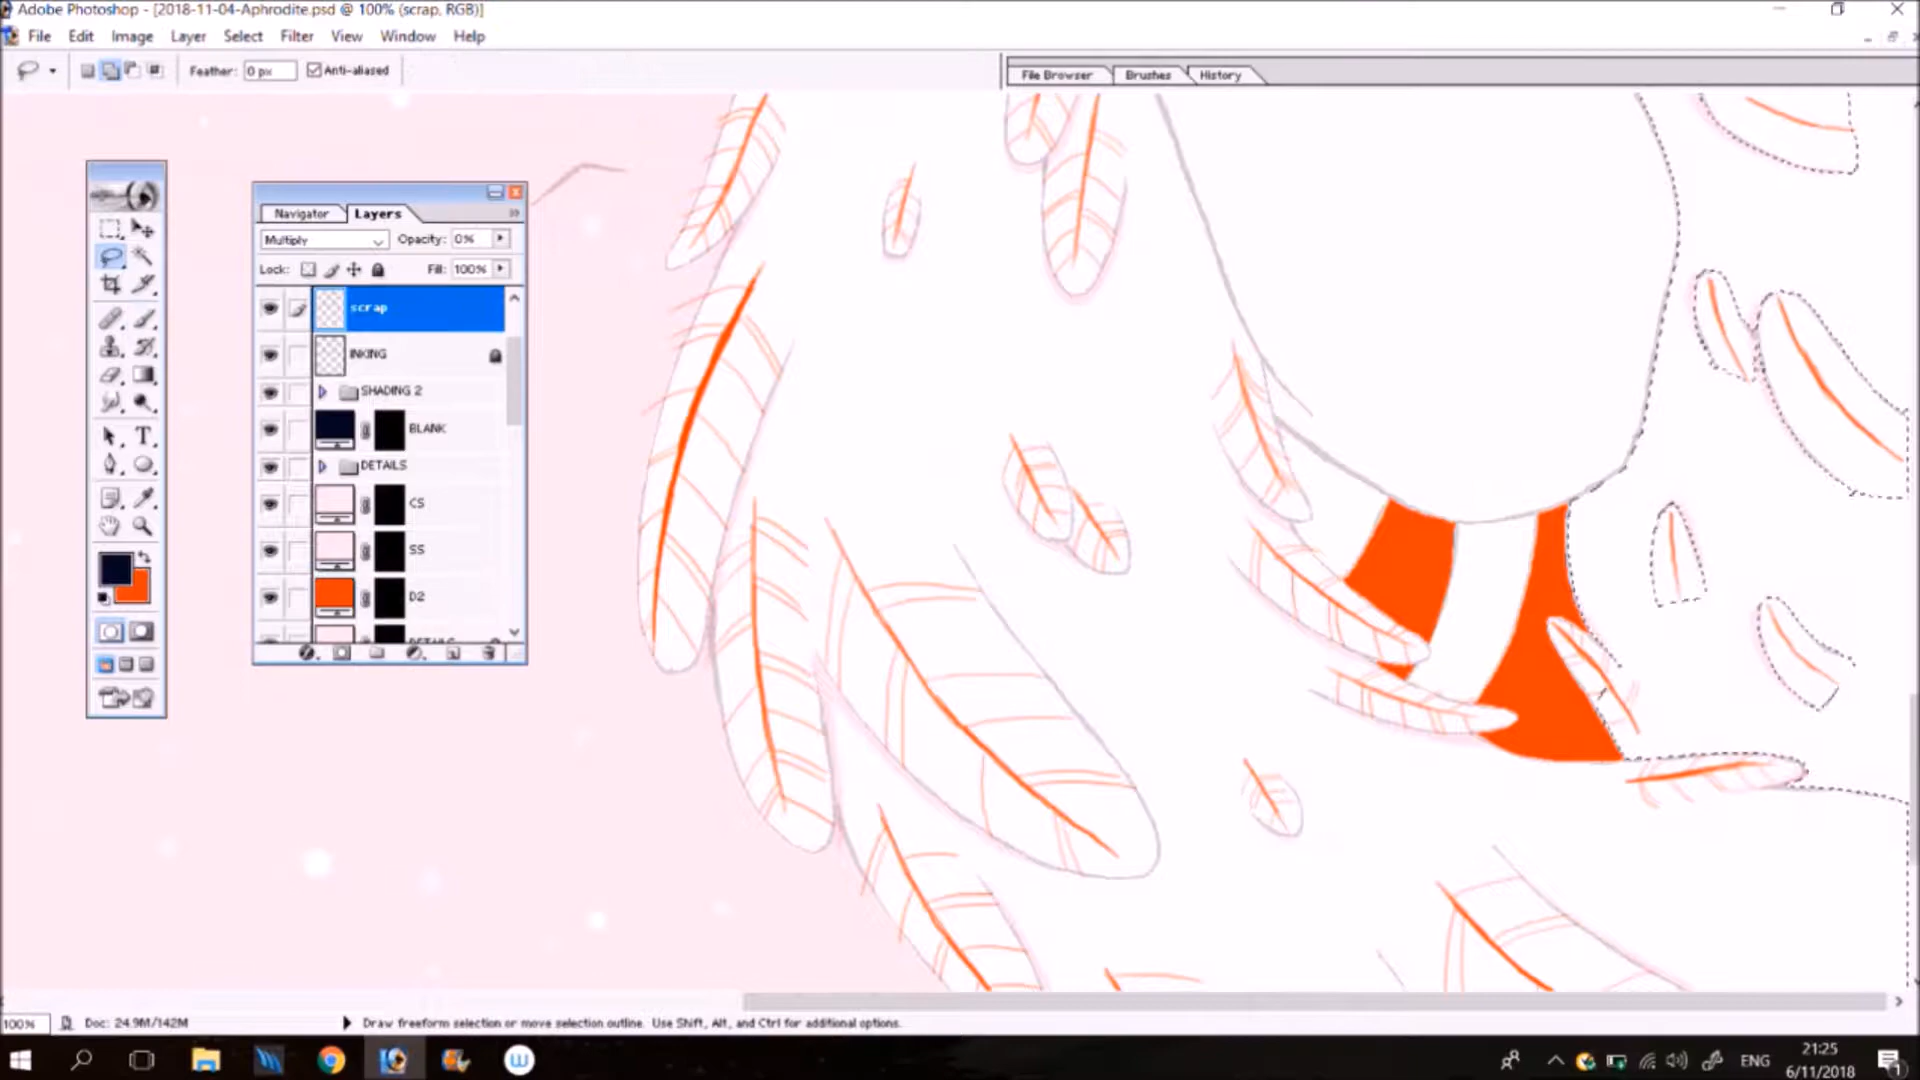 Adobe Photoshop - [2018-11-04-Aphrodite.psd @ 100% (scrap, RGB)]
File Edit Image Layer Select Filter View Window Help
Feather: 0 px Anti-aliased
File Browser Brushes History
Navigator Layers
Multiply Opacity: 0%
Lock: Fill: 100%
scrap
INKING
SHADING 2
BLANK
DETAILS
CS
SS
D2
DETAILS
T
100% Doc: 24.9M/142M Draw freeform selection or move selection outline. Use Shift, Alt, and Ctrl for additional options.
W
ENG
21:25
6/11/2018
1